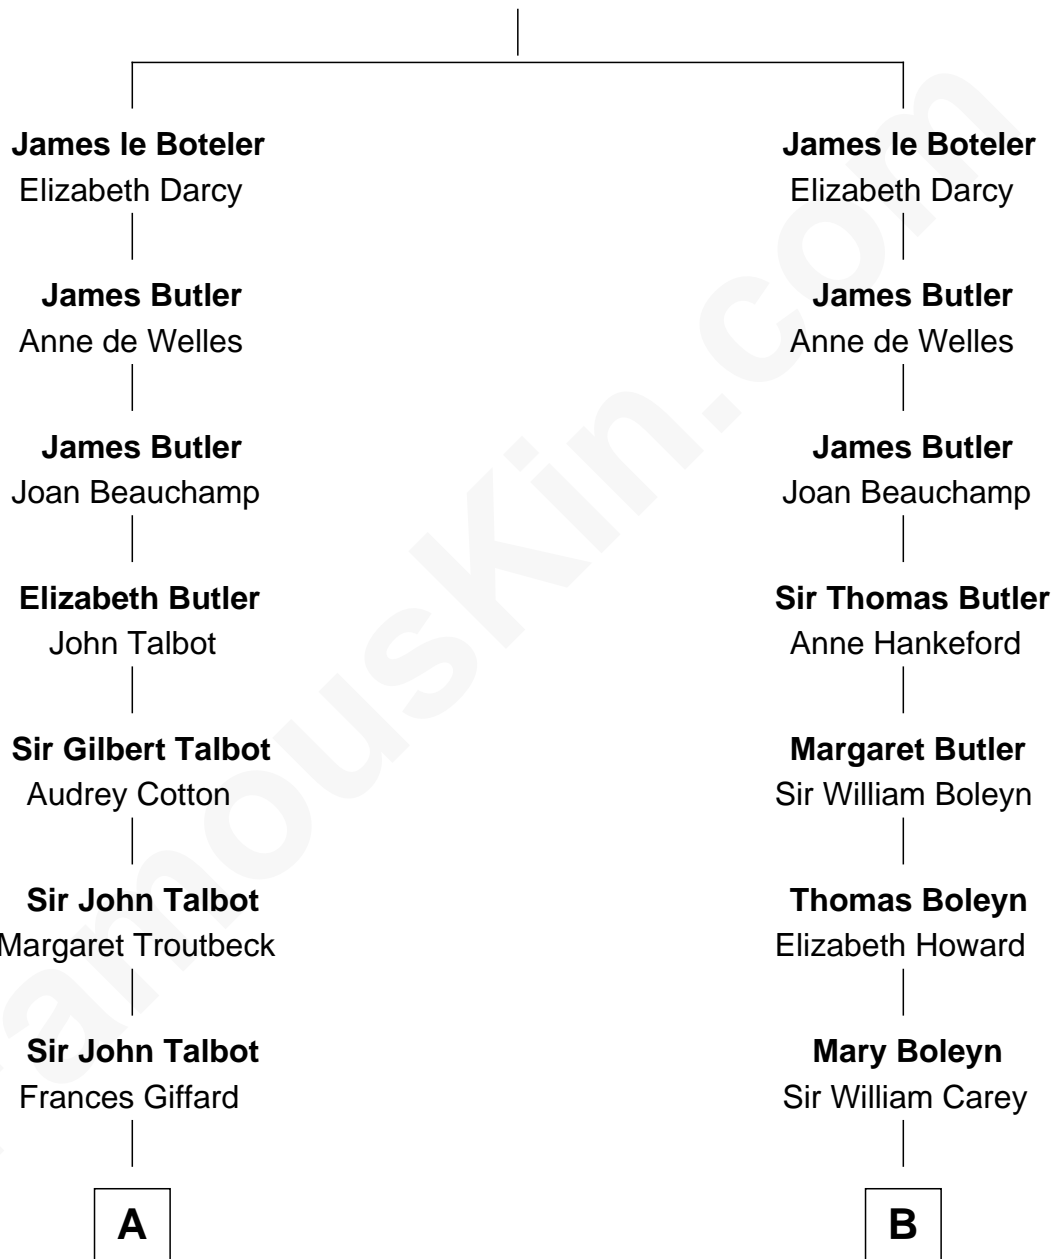 James le Boteler
Elizabeth Darcy
James Butler
Anne de Welles
James Butler
Joan Beauchamp
Elizabeth Butler
John Talbot
Sir Gilbert Talbot
Audrey Cotton
Sir John Talbot
Margaret Troutbeck
Sir John Talbot
Frances Giffard
A
James le Boteler
Elizabeth Darcy
James Butler
Anne de Welles
James Butler
Joan Beauchamp
Sir Thomas Butler
Anne Hankeford
Margaret Butler
Sir William Boleyn
Thomas Boleyn
Elizabeth Howard
Mary Boleyn
Sir William Carey
B
famousKin.com